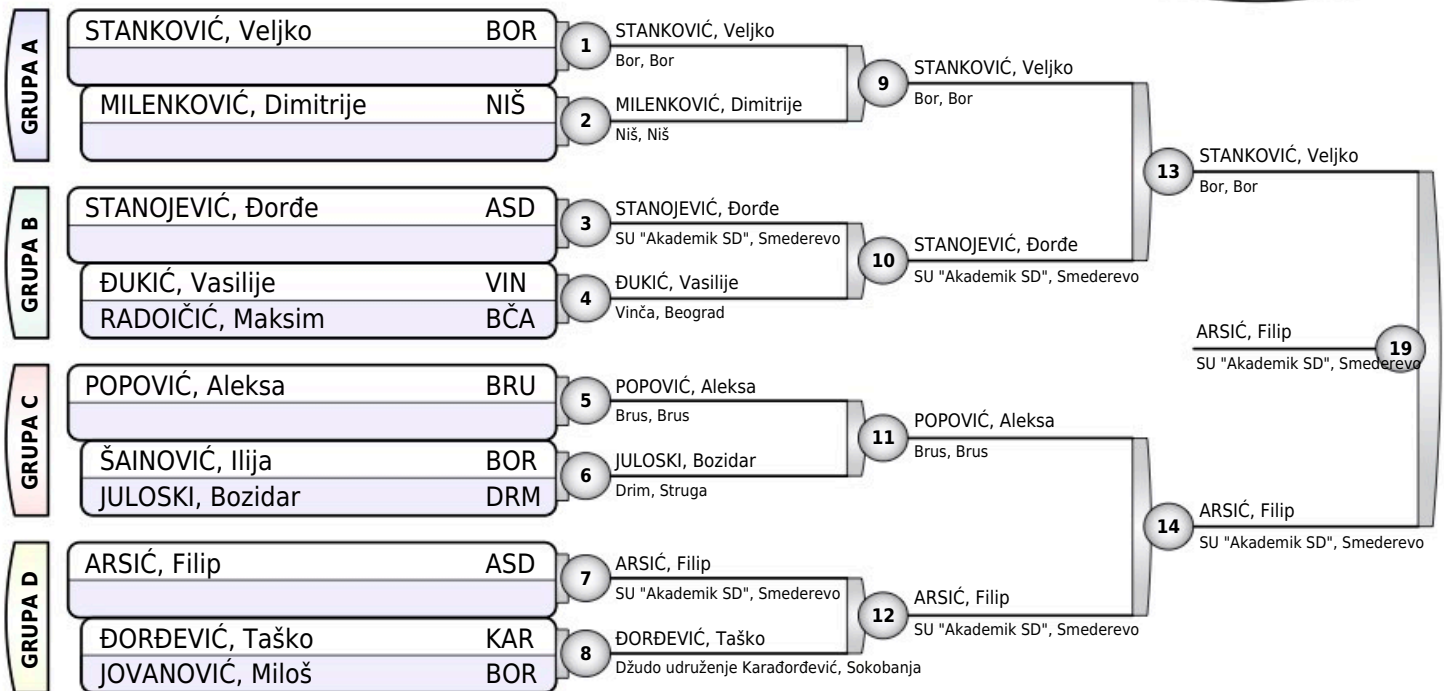 GRUPA A
STANKOVIĆ, Veljko BOR
MILENKOVIĆ, Dimitrije NIŠ
GRUPA B
STANOJEVIĆ, Đorđe ASD
ĐUKIĆ, Vasilije VIN
RADOIČIĆ, Maksim BČA
GRUPA C
POPOVIĆ, Aleksa BRU
ŠAINOVIĆ, Ilija BOR
JULOSKI, Bozidar DRM
GRUPA D
ARSIĆ, Filip ASD
ĐORĐEVIĆ, Taško KAR
JOVANOVIĆ, Miloš BOR
1 STANKOVIĆ, Veljko
Bor, Bor
2 MILENKOVIĆ, Dimitrije
Niš, Niš
3 STANOJEVIĆ, Đorđe
SU "Akademik SD", Smederevo
4 ĐUKIĆ, Vasilije
Vinča, Beograd
5 POPOVIĆ, Aleksa
Brus, Brus
6 JULOSKI, Bozidar
Drim, Struga
7 ARSIĆ, Filip
SU "Akademik SD", Smederevo
8 ĐORĐEVIĆ, Taško
Džudo udruženje Karađorđević, Sokobanja
9 STANKOVIĆ, Veljko
Bor, Bor
10 STANOJEVIĆ, Đorđe
SU "Akademik SD", Smederevo
11 POPOVIĆ, Aleksa
Brus, Brus
12 ARSIĆ, Filip
SU "Akademik SD", Smederevo
13 STANKOVIĆ, Veljko
Bor, Bor
14 ARSIĆ, Filip
SU "Akademik SD", Smederevo
ARSIĆ, Filip 19
SU "Akademik SD", Smederevo